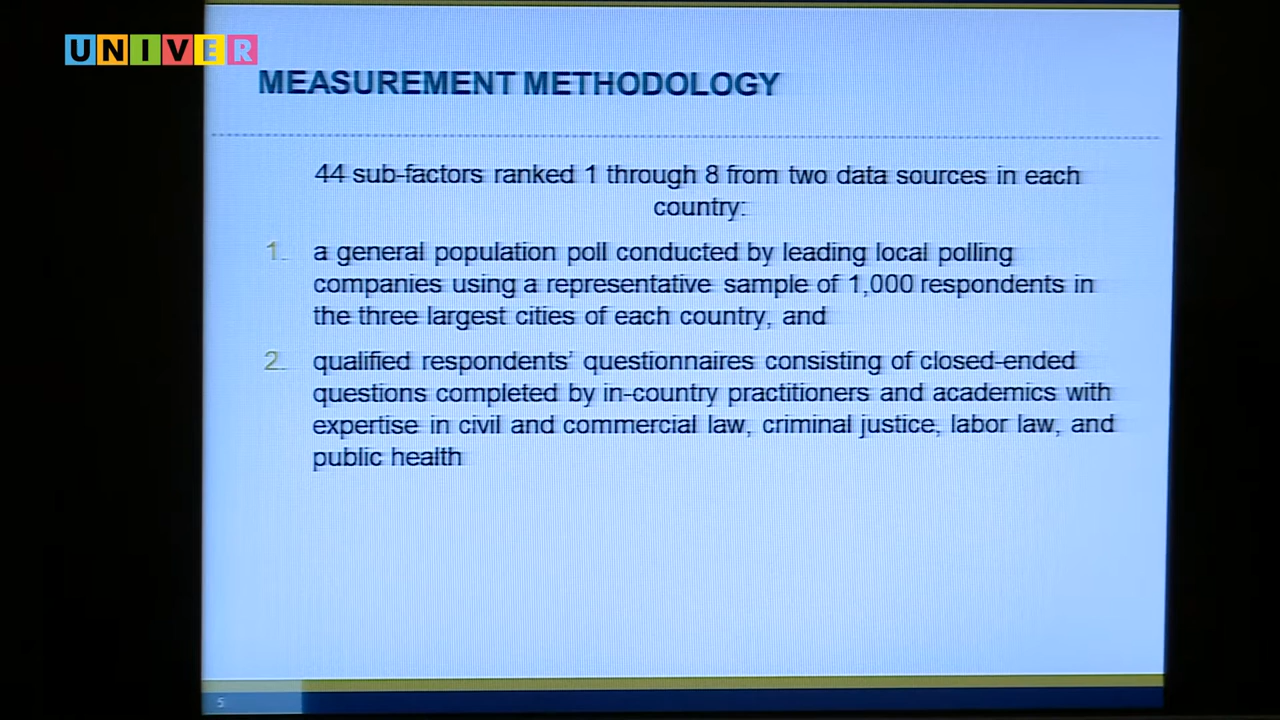 UNIVER
MEASUREMENT METHODOLOGY
44 sub-factors ranked 1 through 8 from two data sources in each
country:
1. a general population poll conducted by leading local polling
companies using a representative sample of 1,000 respondents in
the three largest cities of each country, and
2. qualified respondents' questionnaires consisting of closed-ended
questions completed by in-country practitioners and academics with
expertise in civil and commercial law, criminal justice, labor law, and
public health
5